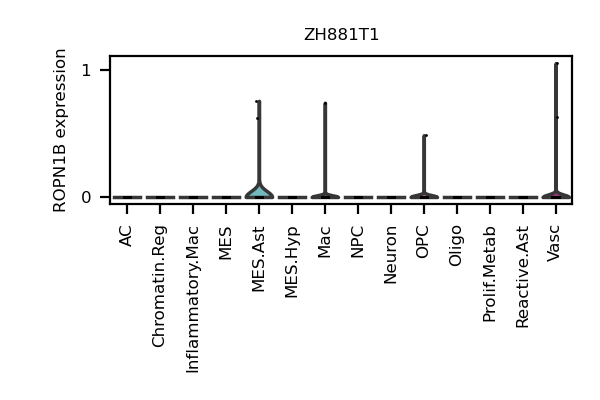 ZH881T1
ROPN1B expression
1
0
AC
Chromatin.Reg
Inflammatory.Mac
MES
MES.Ast
MES.Hyp
Mac
NPC
Neuron
OPC
Oligo
Prolif.Metab
Reactive.Ast
Vasc